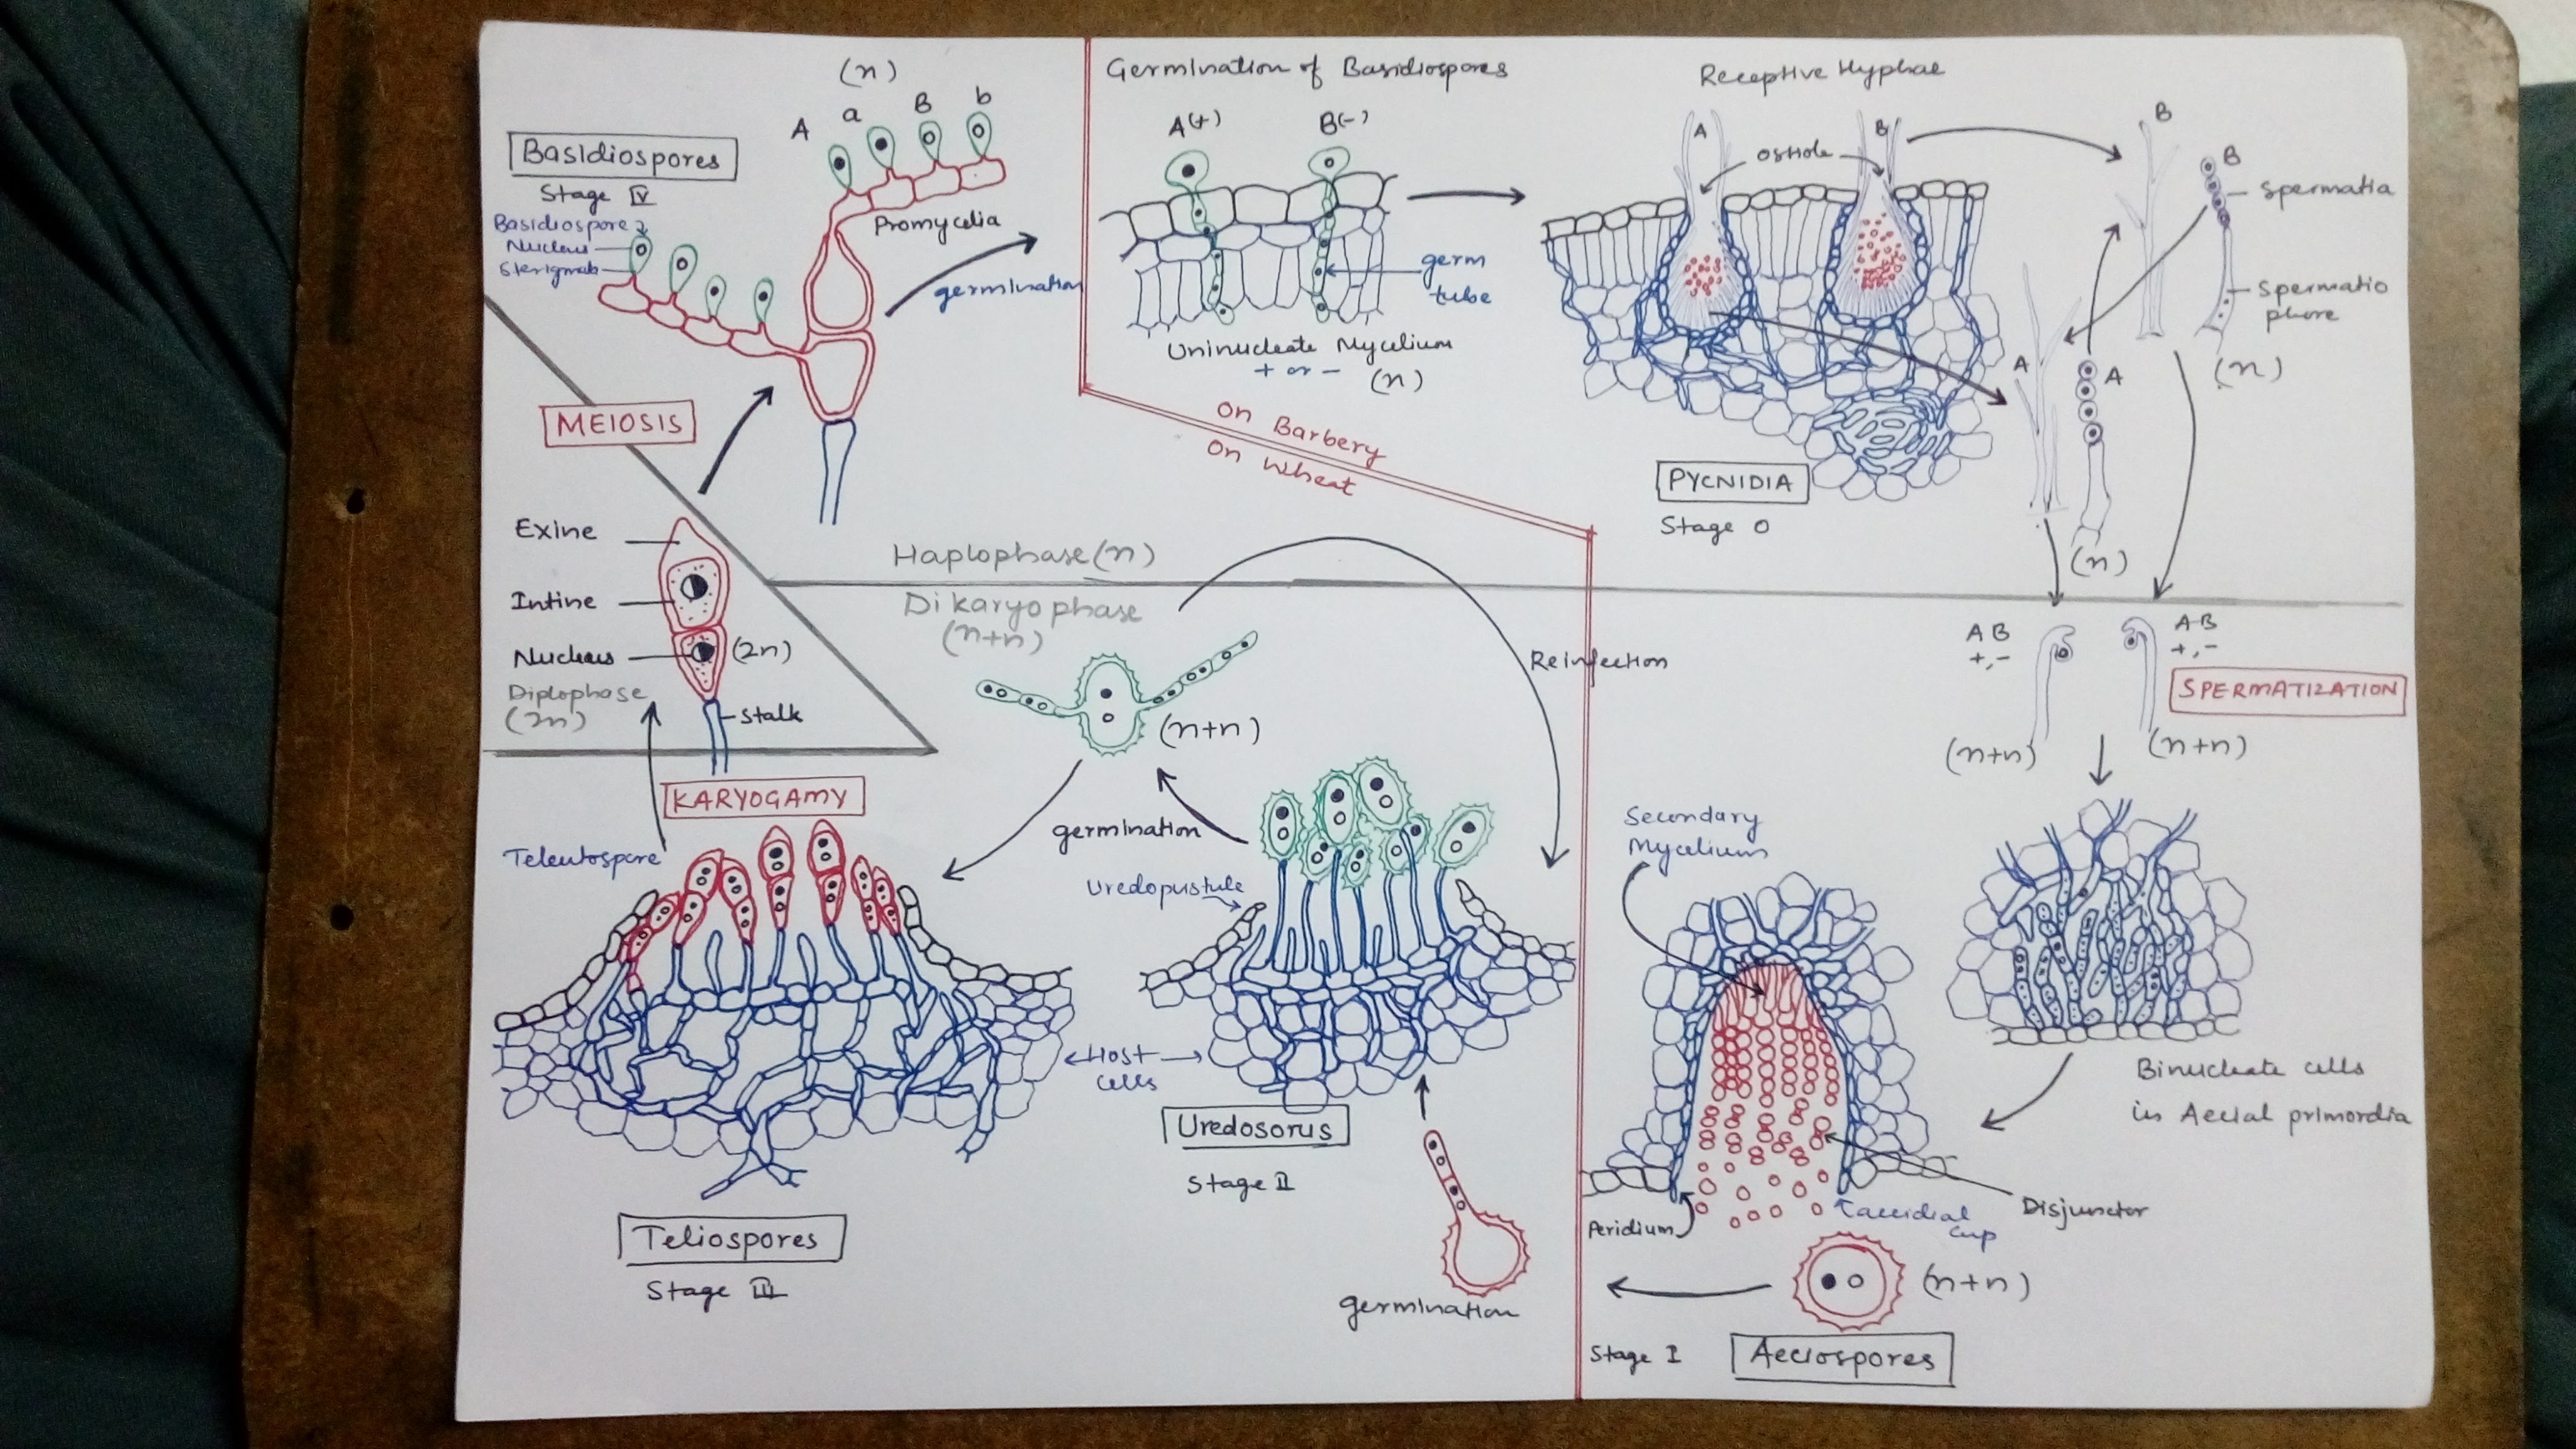 (n)
A a B b
Basidiospores
Stage IV
Basidiospore
Nucleus
Sterigmata
Promycelia
germination
MEIOSIS
Germination of Basidiospores
A(+) B(-)
germ
tube
Uninucleate Mycelium
+ or - (n)
On Barbery
On Wheat
Receptive Hyphae
A B
Ostiole
PYCNIDIA
Stage 0
B
B
Spermatia
Spermatio
phore
(n)
A
A
(n)
Exine
Intine
Nucleus (2n)
Diplophase
(2n)
Stalk
KARYOGAMY
Haplophase (n)
Dikaryophase
(n+n)
Reinfection
(n+n)
germination
A B
+,-
A B
+,-
SPERMATIZATION
(n+n) (n+n)
Teleutospore
Uredopustule
Host
cells
Teliospores
Stage III
Uredosorus
Stage II
germination
Secondary
Mycelium
Binucleate cells
in Aecial primordia
Peridium
cup
Disjunctor
(n+n)
Stage I
Aeciospores